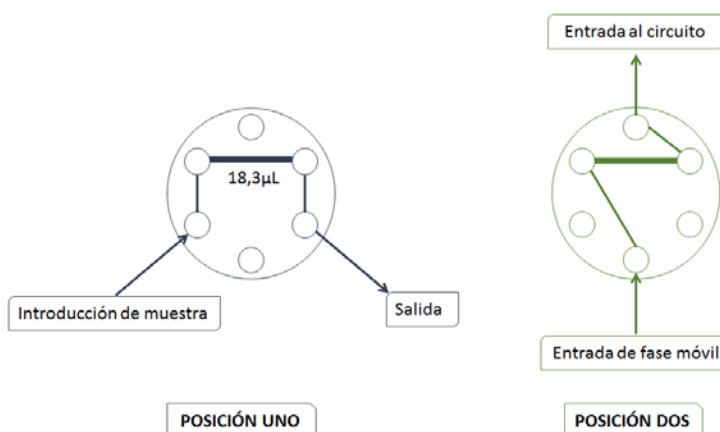 Entrada al circuito
18,3µL
Introducción de muestra
Salida
Entrada de fase móvil
POSICIÓN UNO
POSICIÓN DOS